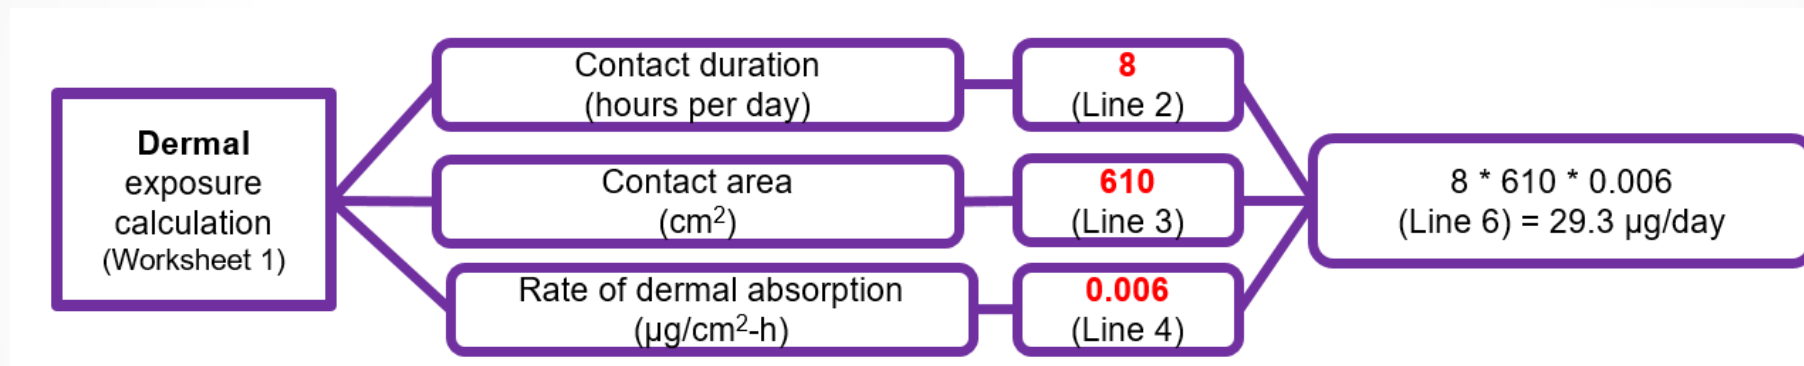 Dermal
exposure
calculation
(Worksheet 1)
Contact duration
(hours per day)
8
(Line 2)
Contact area
(cm²)
610
(Line 3)
Rate of dermal absorption
(µg/cm²-h)
0.006
(Line 4)
8 * 610 * 0.006
(Line 6) = 29.3 µg/day